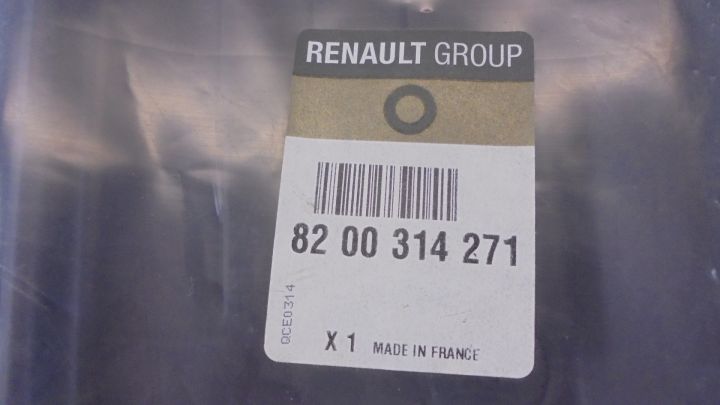 RENAULT GROUP
82 00 314 271
QCE0314
X 1 MADE IN FRANCE